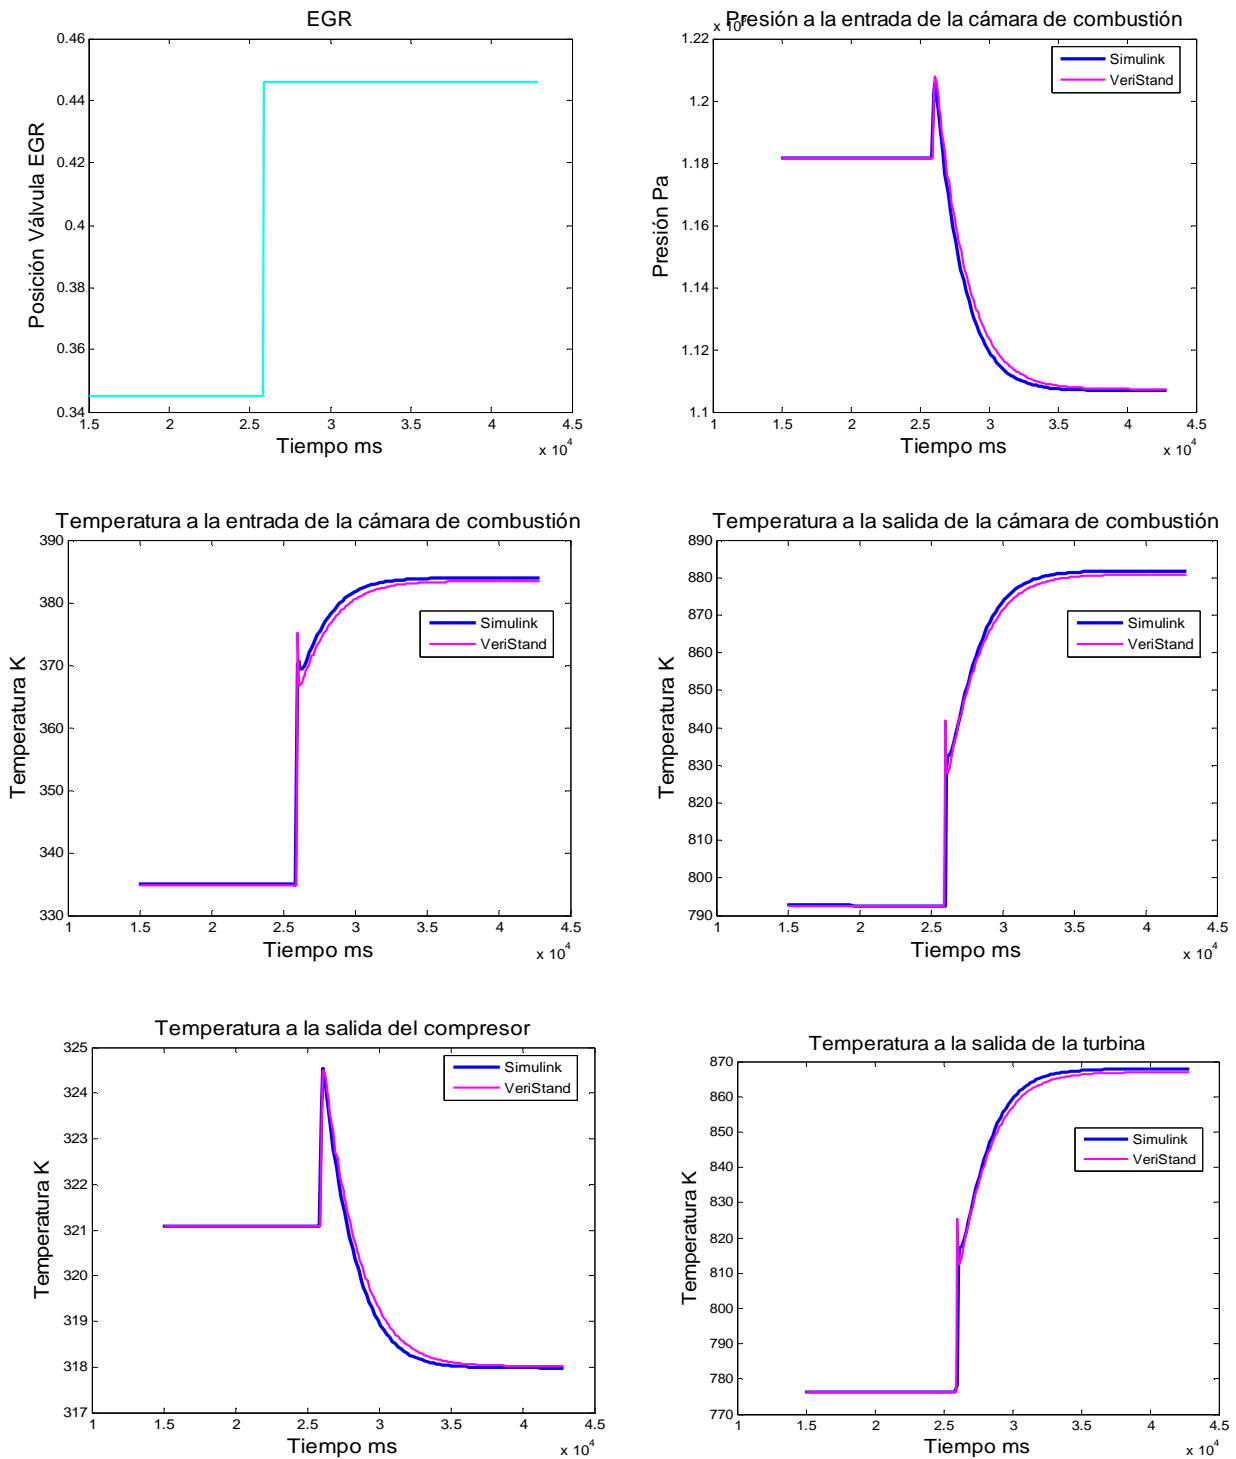 EGR
0.46
0.44
0.42
0.4
0.38
0.36
0.34
1.5 2 2.5 3 3.5 4 4.5
x 10^4
Tiempo ms
Posición Válvula EGR
Presión a la entrada de la cámara de combustión
1.22
1.2
1.18
1.16
1.14
1.12
1.1
1 1.5 2 2.5 3 3.5 4 4.5
x 10^4
Tiempo ms
Presión Pa
Simulink
VeriStand
Temperatura a la entrada de la cámara de combustión
390
380
370
360
350
340
330
1 1.5 2 2.5 3 3.5 4 4.5
x 10^4
Tiempo ms
Temperatura K
Simulink
VeriStand
Temperatura a la salida de la cámara de combustión
890
880
870
860
850
840
830
820
810
800
790
1 1.5 2 2.5 3 3.5 4 4.5
x 10^4
Tiempo ms
Temperatura K
Simulink
VeriStand
Temperatura a la salida del compresor
325
324
323
322
321
320
319
318
317
1 1.5 2 2.5 3 3.5 4 4.5
x 10^4
Tiempo ms
Temperatura K
Simulink
VeriStand
Temperatura a la salida de la turbina
870
860
850
840
830
820
810
800
790
780
770
1 1.5 2 2.5 3 3.5 4 4.5
x 10^4
Tiempo ms
Temperatura K
Simulink
VeriStand